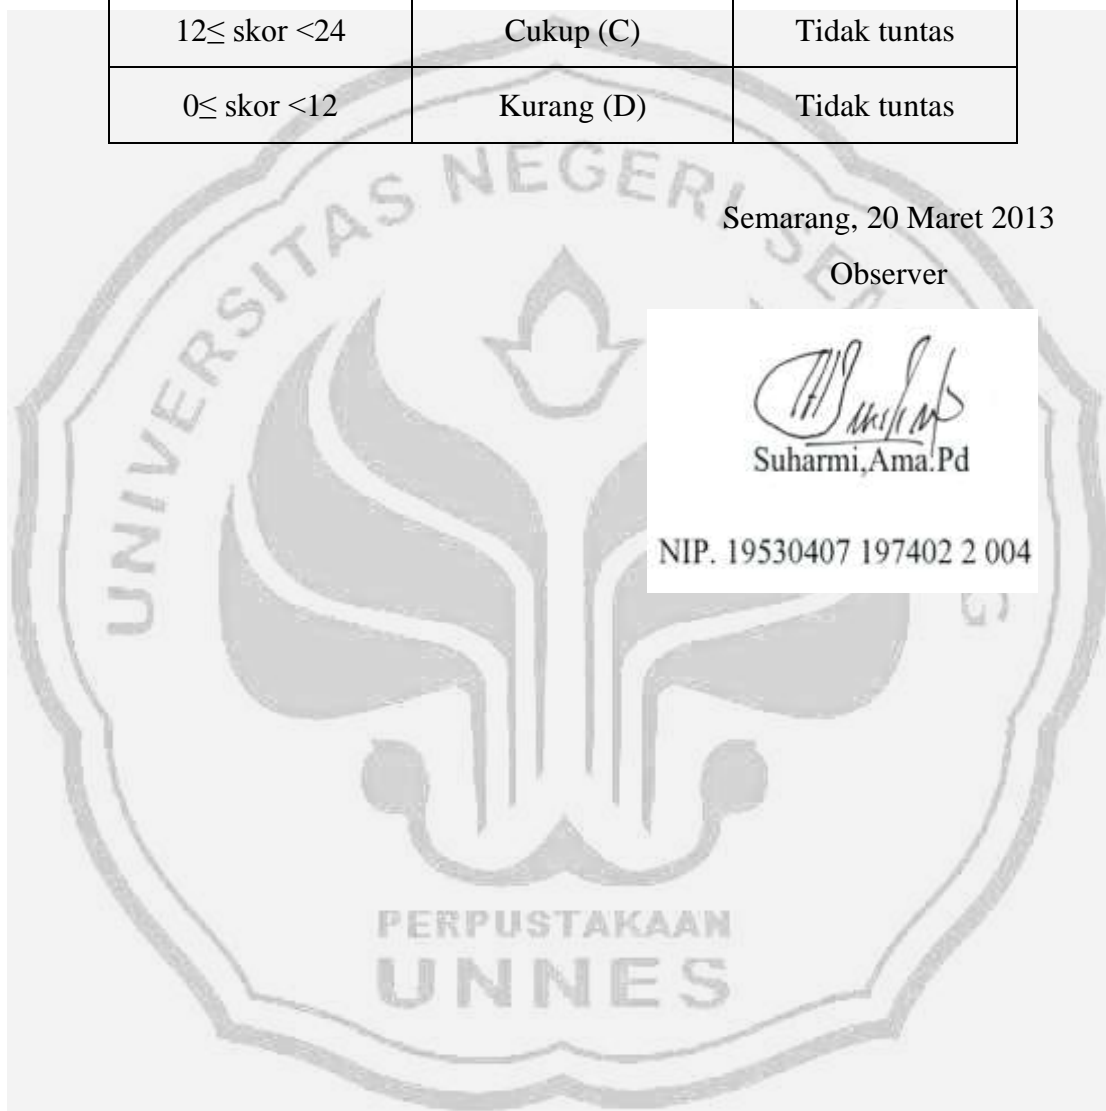 12≤ skor <24 Cukup (C) Tidak tuntas
0≤ skor <12 Kurang (D) Tidak tuntas
Semarang, 20 Maret 2013
Observer
Suharmi,Ama.Pd
NIP. 19530407 197402 2 004
UNIVERSITAS NEGERI SEMARANG
PERPUSTAKAAN
UNNES